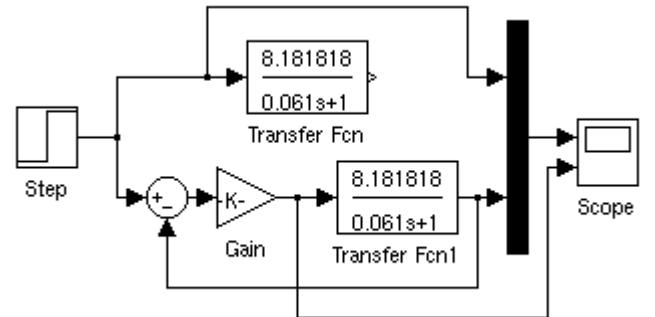 8.181818
0.061s+1
Transfer Fcn
Step
+
-
-K-
Gain
8.181818
0.061s+1
Transfer Fcn1
Scope